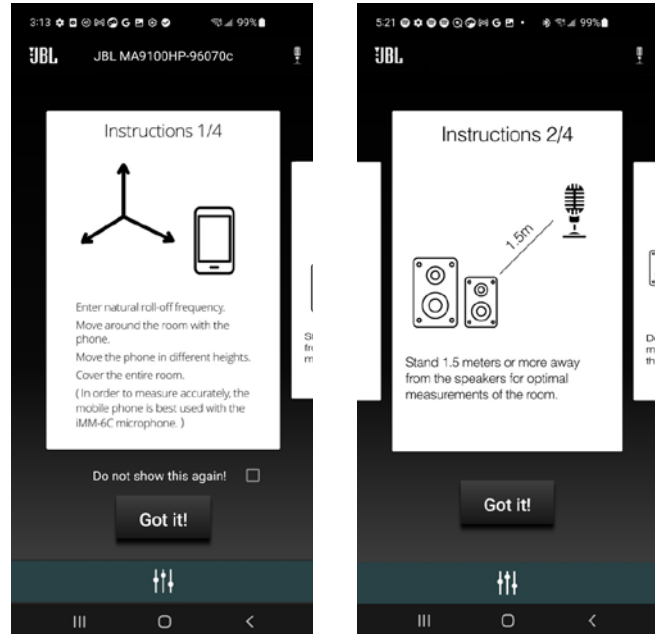 3:13
99%
JBL
JBL MA9100HP-96070c
Instructions 1/4
Enter natural roll-off frequency.
Move around the room with the
phone.
Move the phone in different heights.
Cover the entire room.
( In order to measure accurately, the
mobile phone is best used with the
iMM-6C microphone. )
Do not show this again!
Got it!
5:21
99%
JBL
Instructions 2/4
1.5m
Stand 1.5 meters or more away
from the speakers for optimal
measurements of the room.
Got it!